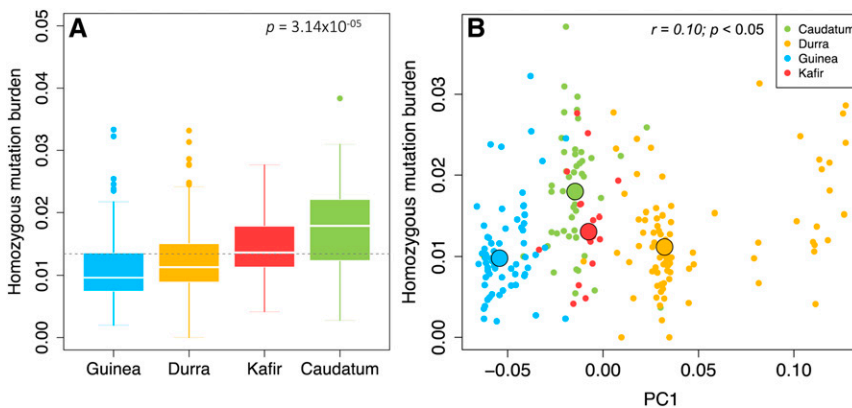 A
p = 3.14x10⁻⁰⁵
Homozygous mutation burden
0.05
0.04
0.03
0.02
0.01
0.00
Guinea Durra Kafir Caudatum
B
r = 0.10; p < 0.05
Caudatum
Durra
Guinea
Kafir
Homozygous mutation burden
0.03
0.02
0.01
0.00
−0.05 0.00 0.05 0.10
PC1